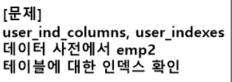 [문제]
user_ind_columns, user_indexes
데이터 사전에서 emp2
테이블에 대한 인덱스 확인